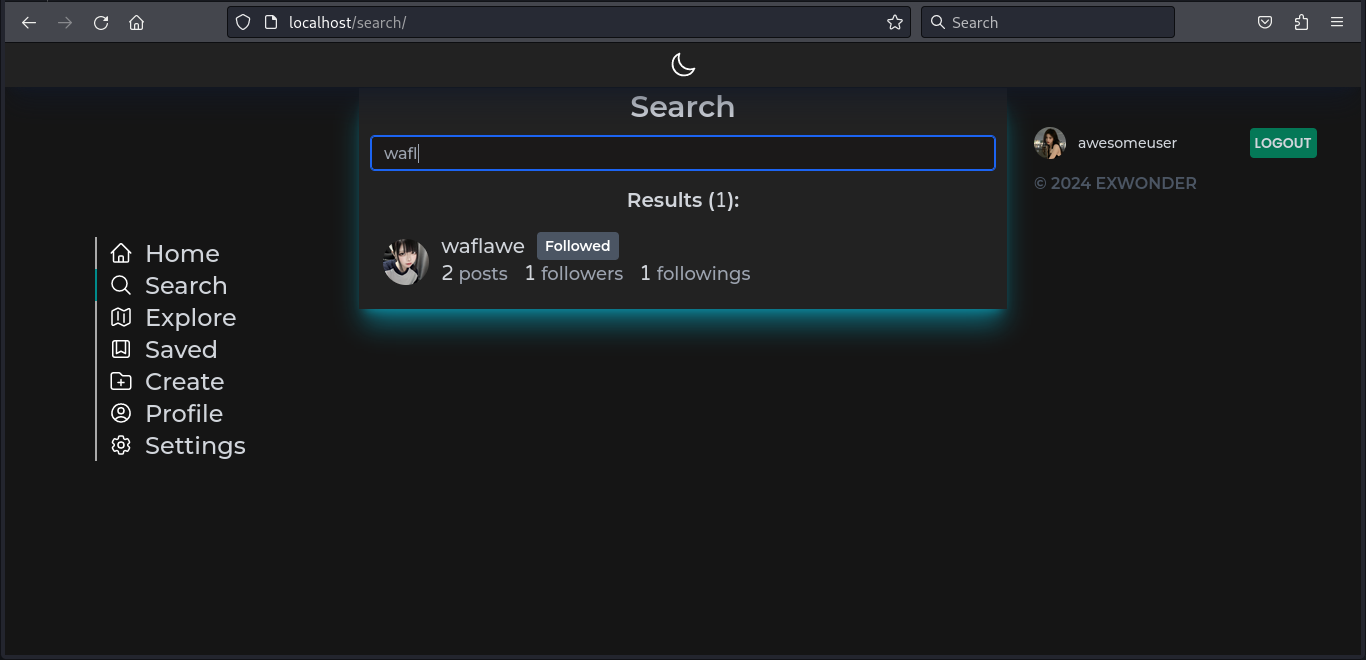 localhost/search/
Search
Search
wafl
Results (1):
waflawe Followed
2 posts 1 followers 1 followings
Home
Search
Explore
Saved
Create
Profile
Settings
awesomeuser LOGOUT
© 2024 EXWONDER